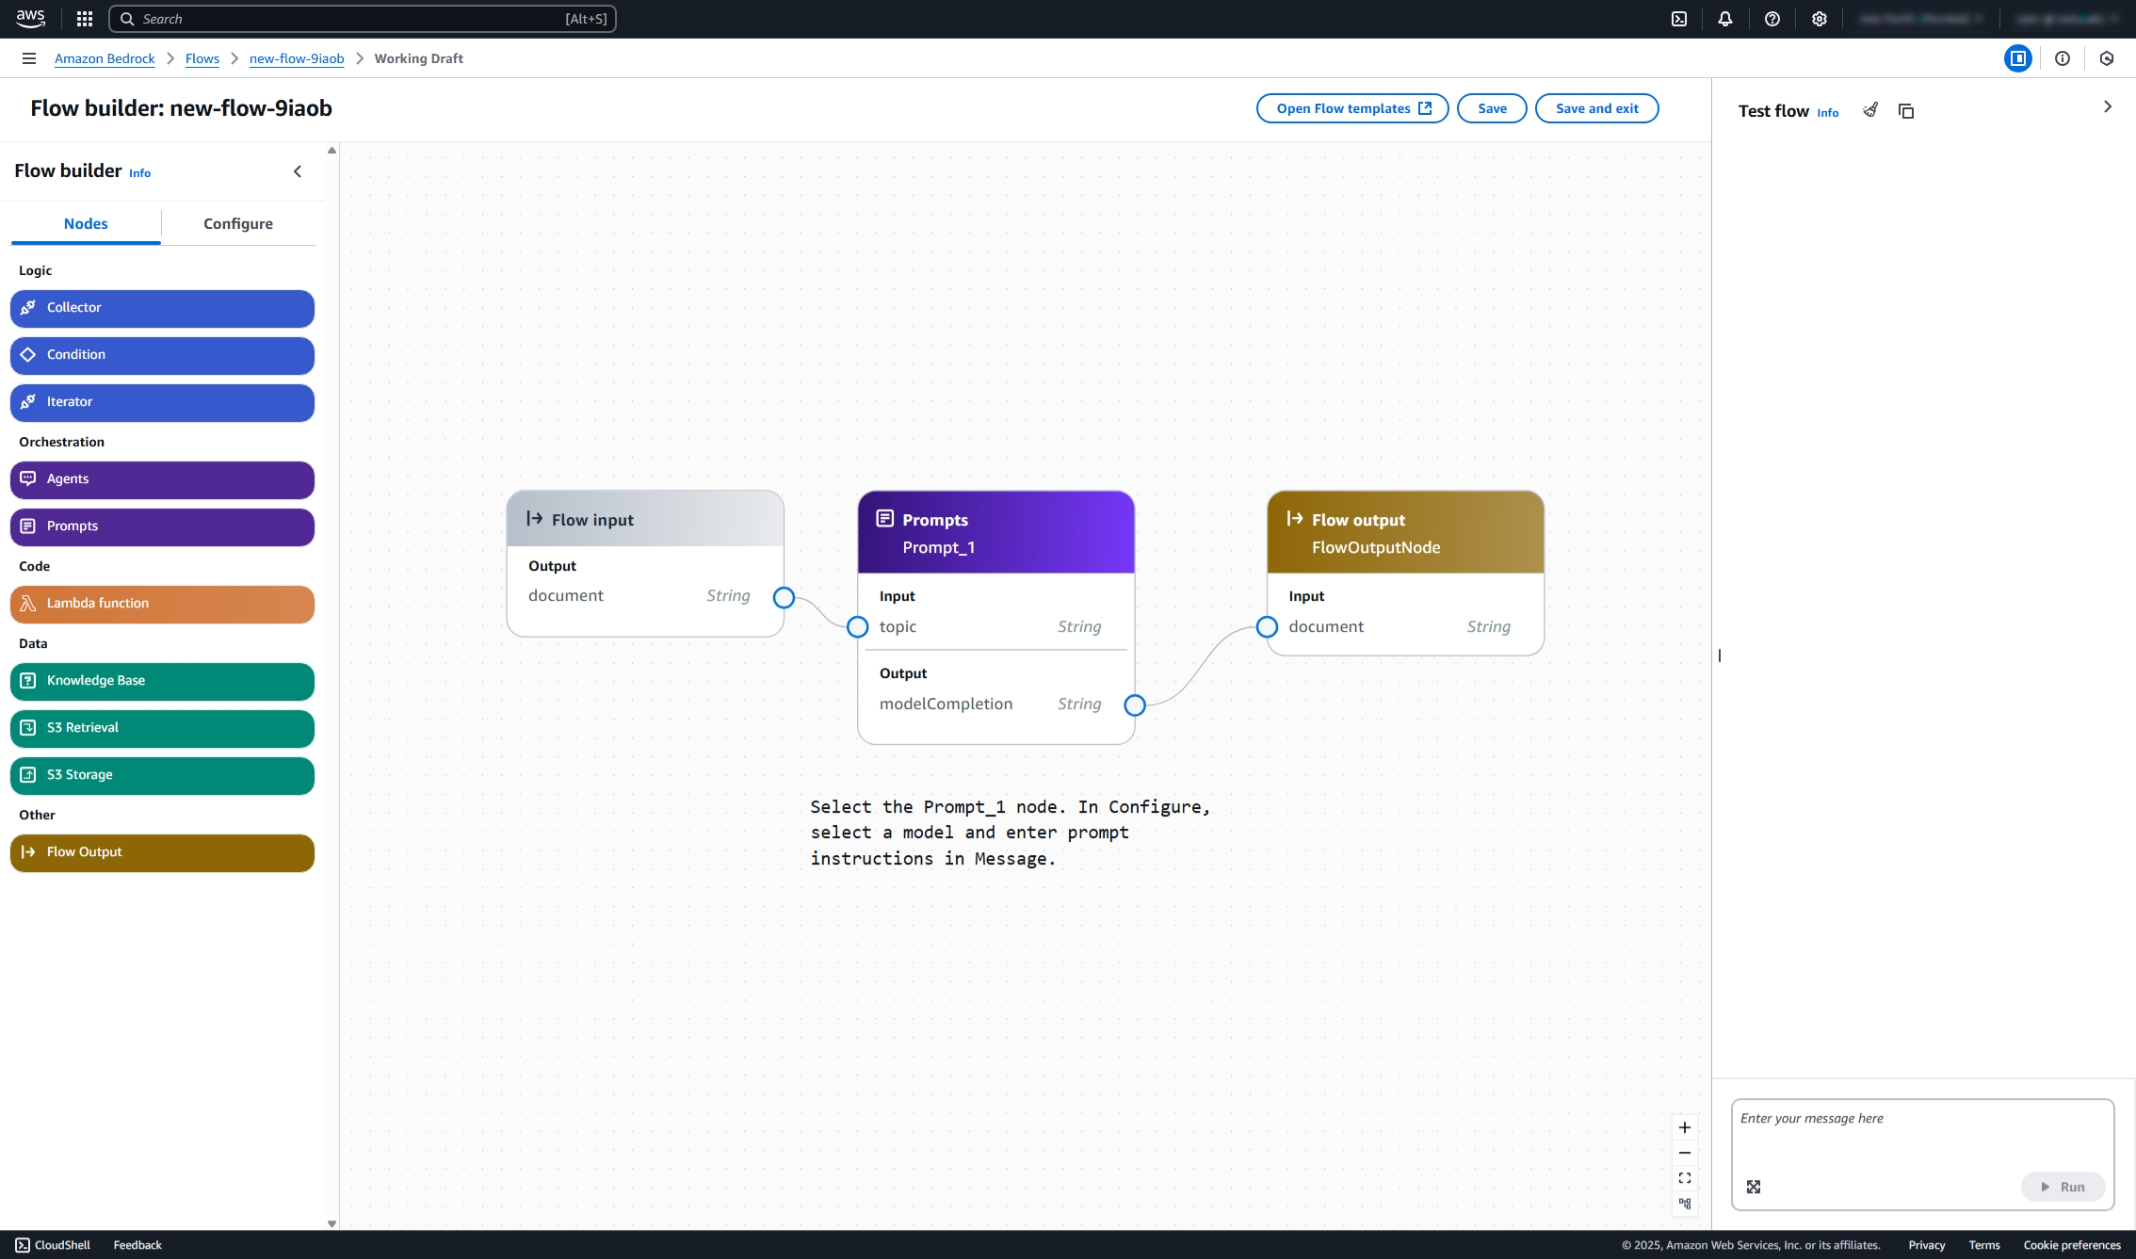 aws
Search [Alt+S]
Amazon Bedrock > Flows > new-flow-9iaob > Working Draft
Flow builder: new-flow-9iaob
Open Flow templates
Save
Save and exit
Test flow Info
Flow builder Info
Nodes
Configure
Logic
Collector
Condition
Iterator
Orchestration
Agents
Prompts
Code
Lambda function
Data
Knowledge Base
S3 Retrieval
S3 Storage
Other
Flow Output
Flow input
Output
document String
Prompts
Prompt_1
Input
topic String
Output
modelCompletion String
Flow output
FlowOutputNode
Input
document String
Select the Prompt_1 node. In Configure,
select a model and enter prompt
instructions in Message.
Enter your message here
Run
CloudShell
Feedback
© 2025, Amazon Web Services, Inc. or its affiliates.
Privacy
Terms
Cookie preferences